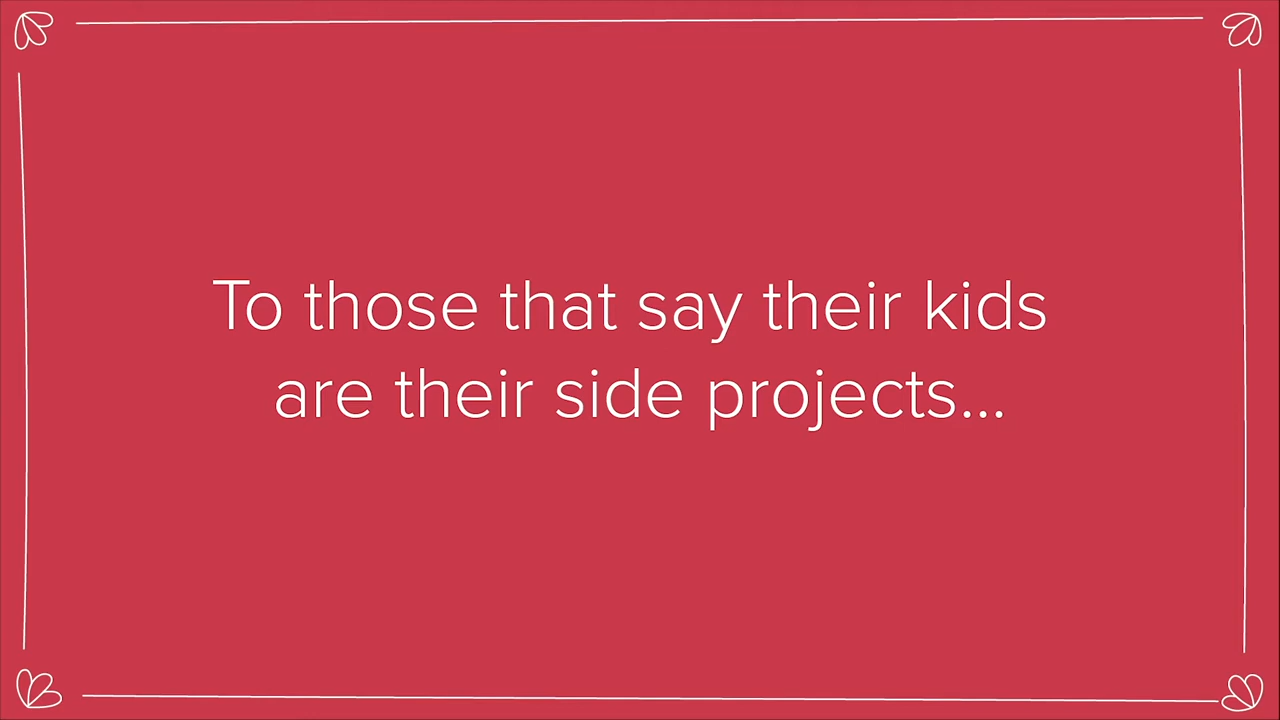 To those that say their kids
are their side projects...